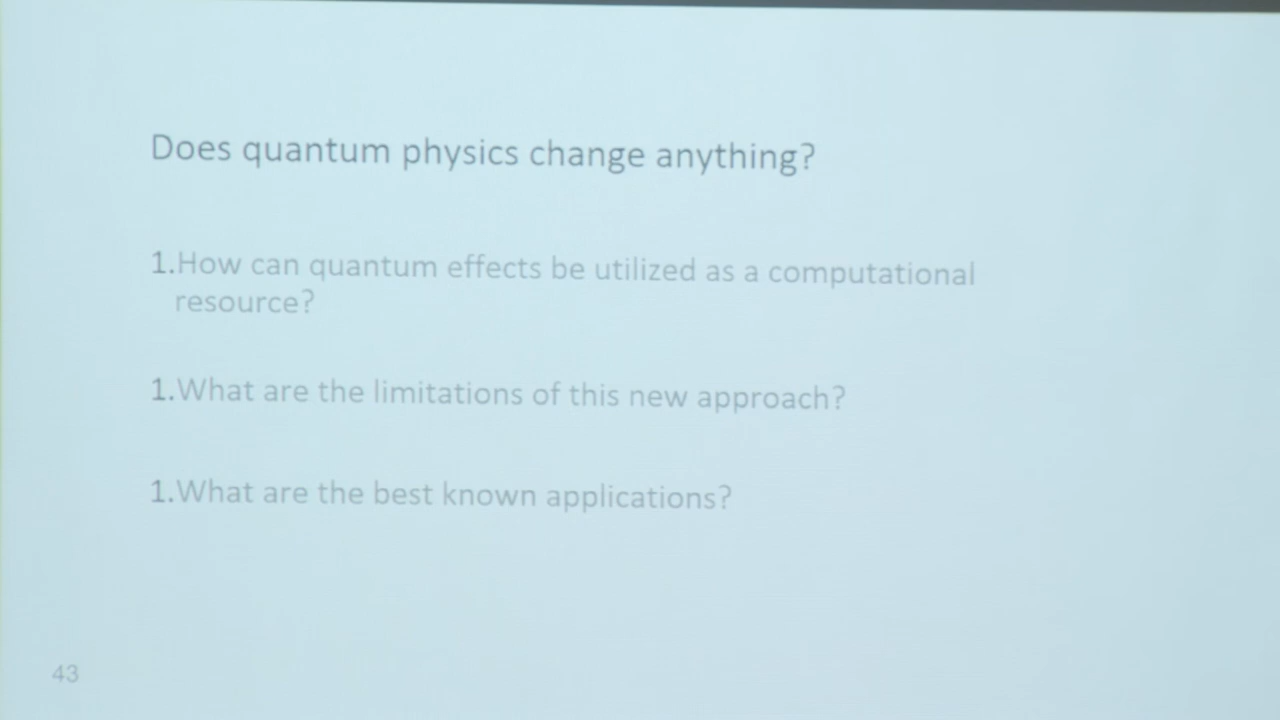 Does quantum physics change anything?
1.How can quantum effects be utilized as a computational
resource?
1.What are the limitations of this new approach?
1.What are the best known applications?
43